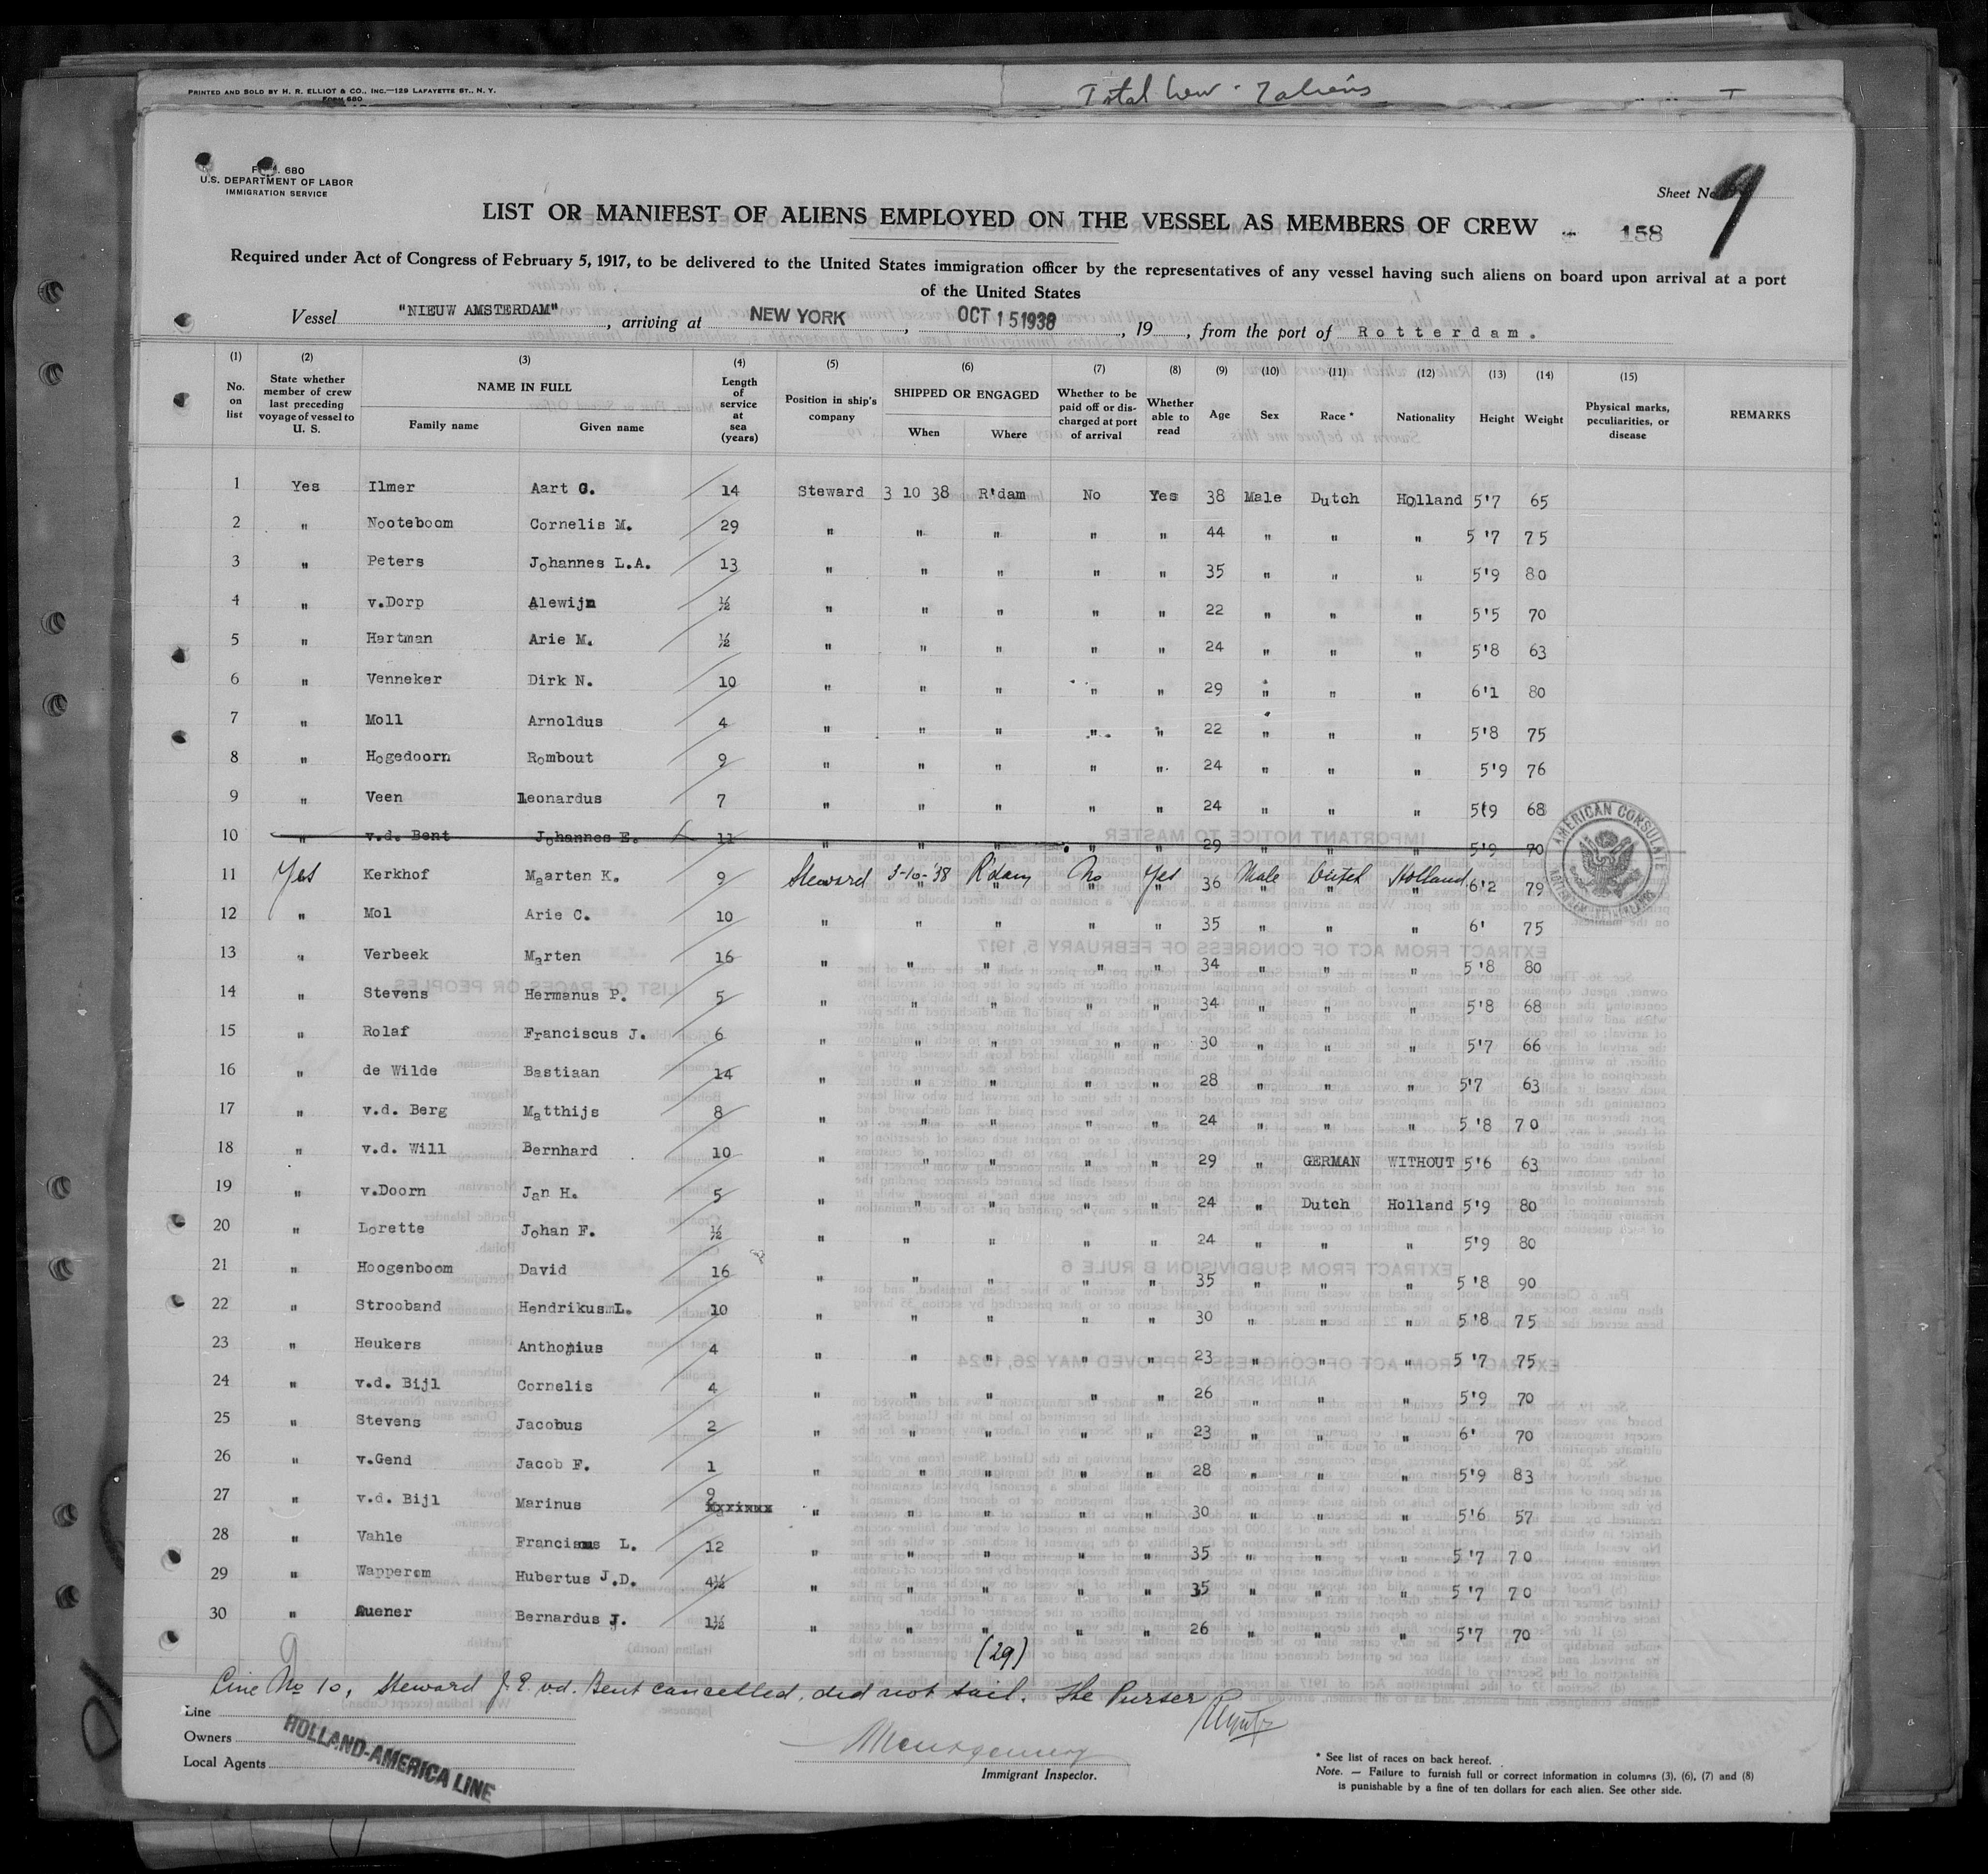 PRINTED AND SOLD BY H. R. ELLIOT & CO., INC.—129 LAFAYETTE ST., N. Y.
FORM 680
Total
680
U.S. DEPARTMENT OF LABOR
IMMIGRATION SERVICE
Sheet No. 9
LIST OR MANIFEST OF ALIENS EMPLOYED ON THE VESSEL AS MEMBERS OF CREW 158
Required under Act of Congress of February 5, 1917, to be delivered to the United States immigration officer by the representatives of any vessel having such aliens on board upon arrival at a port
of the United States
Vessel "NIEUW AMSTERDAM", arriving at NEW YORK, OCT 15 1938, 19, from the port of Rotterdam.
(1) No. on list (2) State whether member of crew last preceding voyage of vessel to U. S. (3) NAME IN FULL Family name Given name (4) Length of service at sea (years) (5) Position in ship's company (6) SHIPPED OR ENGAGED When Where (7) Whether to be paid off or discharged at port of arrival (8) Whether able to read (9) Age (10) Sex (11) Race * (12) Nationality (13) Height (14) Weight (15) Physical marks, peculiarities, or disease REMARKS
1 Yes Ilmer Aart G. 14 Steward 3 10 38 R'dam No Yes 38 Male Dutch Holland 5'7 65
2 " Nooteboom Cornelis M. 29 " " " " " 44 " " " 5'7 75
3 " Peters Johannes L.A. 13 " " " " " 35 " " " 5'9 80
4 " v.Dorp Alewijn ½ " " " " " 22 " " " 5'5 70
5 " Hartman Arie M. ½ " " " " " 24 " " " 5'8 63
6 " Venneker Dirk N. 10 " " " " " 29 " " " 6'1 80
7 " Moll Arnoldus 4 " " " " " 22 " " " 5'8 75
8 " Hogedoorn Rombout 9 " " " " " 24 " " " 5'9 76
9 " Veen Leonardus 7 " " " " " 24 " " " 5'9 68
10 " v.d. Bent Johannes E. 11 " " " " " 29 " " " 5'9 70
11 Yes Kerkhof Maarten K. 9 Steward 3-10-'38 R'dam No Yes 36 Male Dutch Holland 6'2 79
12 " Mol Arie C. 10 " " " " " 35 " " " 6' 75
13 " Verbeek Marten 16 " " " " " 34 " " " 5'8 80
14 " Stevens Hermanus P. 5 " " " " " 34 " " " 5'8 68
15 " Rolaf Franciscus J. 6 " " " " " 30 " " " 5'7 66
16 " de Wilde Bastiaan 14 " " " " " 28 " " " 5'7 63
17 " v.d. Berg Matthijs 8 " " " " " 24 " " " 5'8 70
18 " v.d. Will Bernhard 10 " " " " " 29 " GERMAN WITHOUT 5'6 63
19 " v.Doorn Jan H. 5 " " " " " 24 " Dutch Holland 5'9 80
20 " Lorette Johan F. ½ " " " " " 24 " " " 5'9 80
21 " Hoogenboom David 16 " " " " " 35 " " " 5'8 90
22 " Strooband Hendrikus L. 10 " " " " " 30 " " " 5'8 75
23 " Heukers Anthonius 4 " " " " " 23 " " " 5'7 75
24 " v.d. Bijl Cornelis 4 " " " " " 26 " " " 5'9 70
25 " Stevens Jacobus 2 " " " " " 23 " " " 6' 70
26 " v.Gend Jacob F. 1 " " " " " 28 " " " 5'9 83
27 " v.d. Bijl Marinus 9 " " " " " 30 " " " 5'6 57
28 " Vahle L. 12 " " " " " 35 " " " 5'7 70
29 " Wapperom Hubertus J.D. 4½ " " " " " 35 " " " 5'7 70
30 " Bernardus J. 1½ " " " " " 26 " " " 5'7 70
AMERICAN CONSULATE
(29)
Line No 10, Steward J.E. vd. Bent cancelled, did not sail. The Purser
Line
Owners
Local Agents
HOLLAND-AMERICA LINE
Montgomery
Immigrant Inspector.
* See list of races on back hereof.
Note. — Failure to furnish full or correct information in columns (3), (6), (7) and (8)
is punishable by a fine of ten dollars for each alien. See other side.